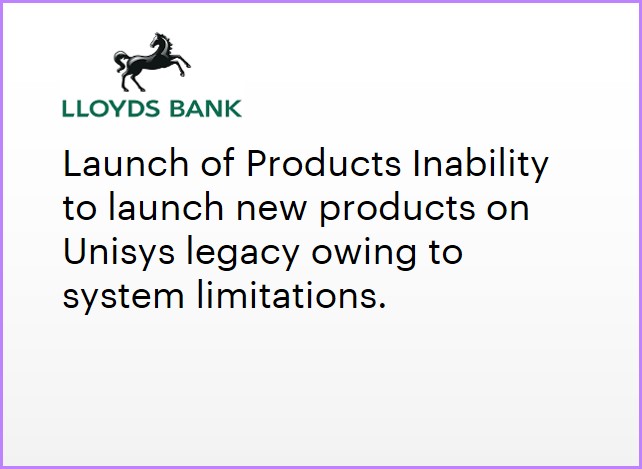 LLOYDS BANK
Launch of Products Inability
to launch new products on
Unisys legacy owing to
system limitations.